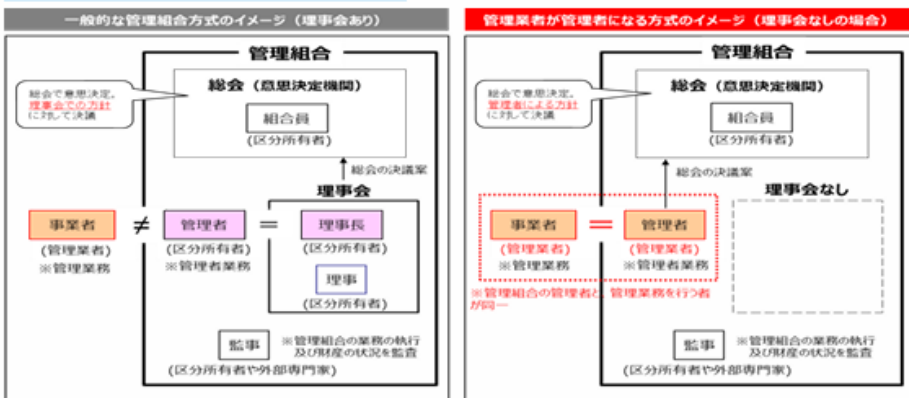 一般的な管理組合方式のイメージ（理事会あり）
管理組合
総会（意思決定機関）
総会で意思決定。
理事会での方針
に対して決議
組合員
(区分所有者)
総会の決議案
理事会
事業者
≠
管理者
=
理事長
(管理業者)
(区分所有者)
(区分所有者)
※管理業務
※管理者業務
理事
(区分所有者)
監事
※管理組合の業務の執行
及び財産の状況を監査
(区分所有者や外部専門家)
管理業者が管理者になる方式のイメージ（理事会なしの場合）
管理組合
総会（意思決定機関）
総会で意思決定。
管理者による方針
に対して決議
組合員
(区分所有者)
総会の決議案
理事会なし
事業者
=
管理者
(管理業者)
(管理業者)
※管理業務
※管理者業務
※管理組合の管理者と、管理業務を行う者
が同一
監事
※管理組合の業務の執行
及び財産の状況を監査
(区分所有者や外部専門家)